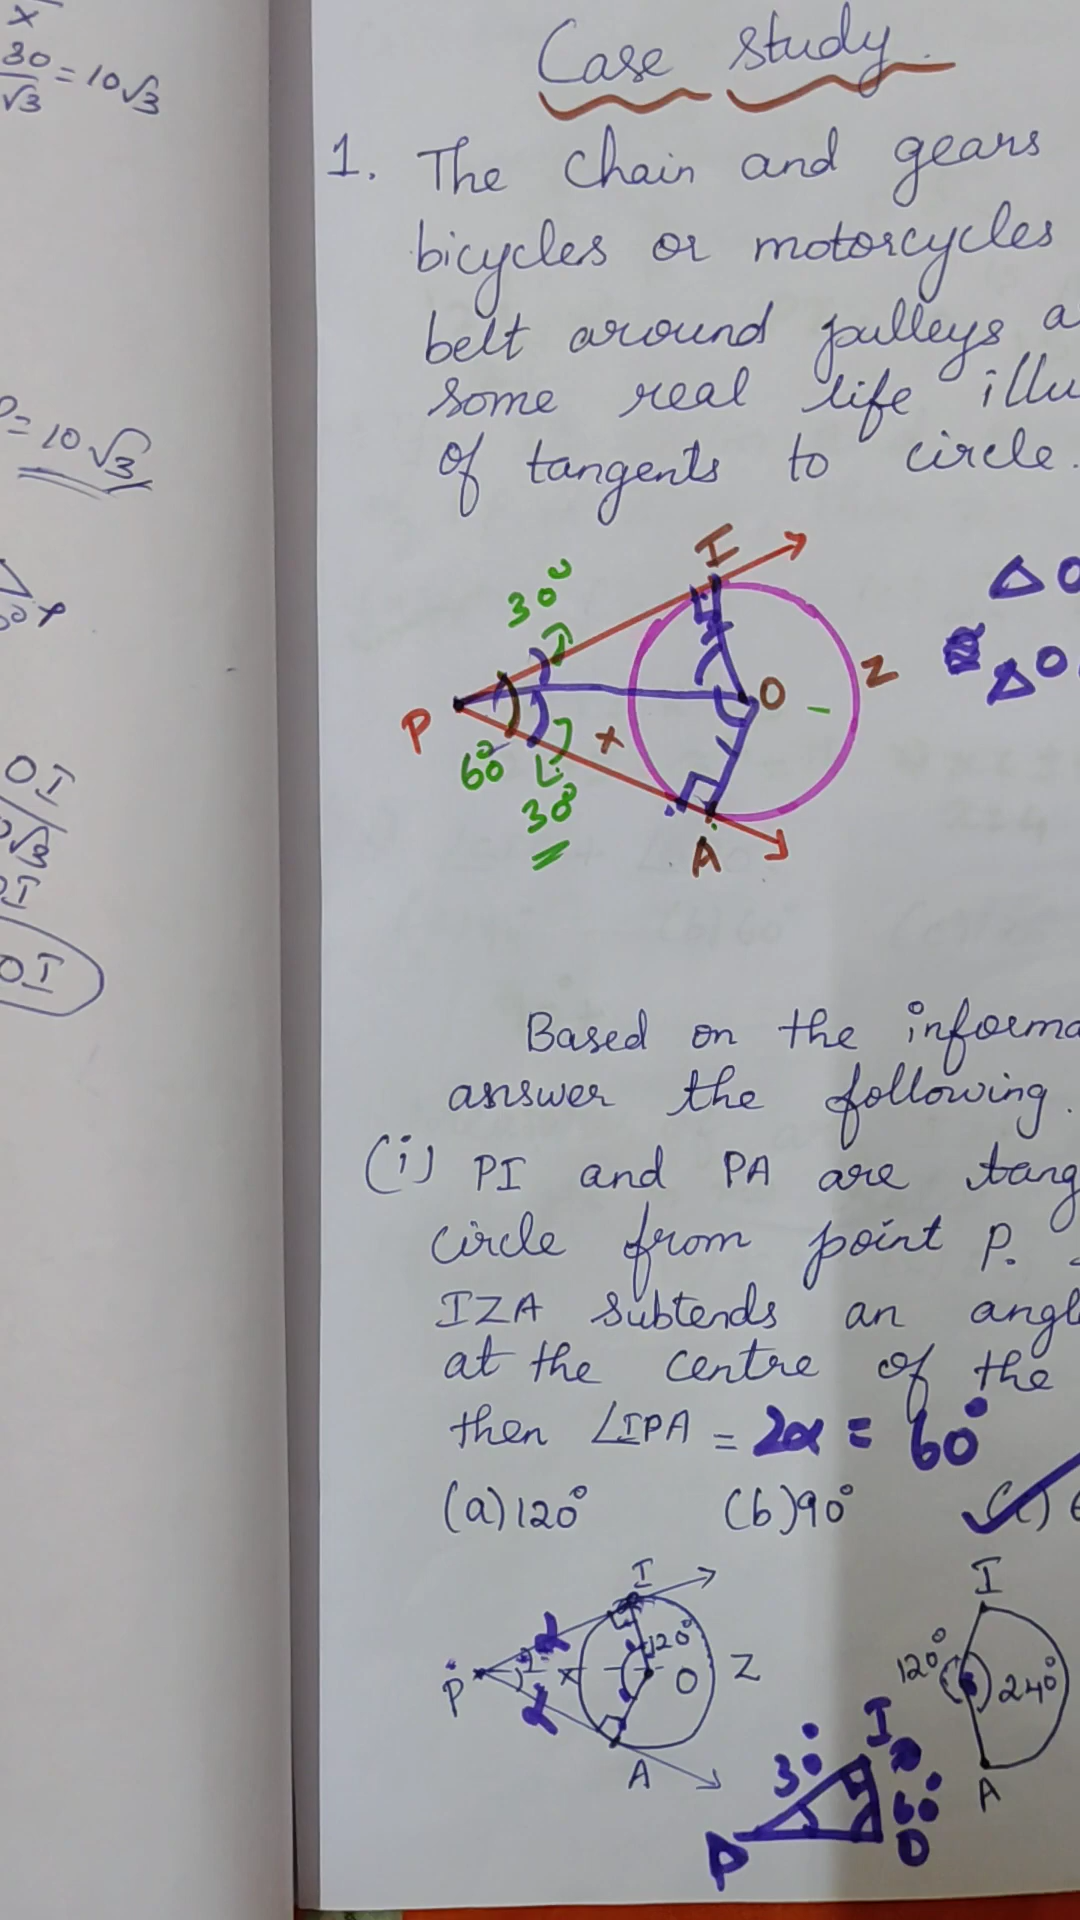 x
30
√3
= 10√3
= 10√3
OI
OI
Case study.
1. The chain and gears
bicycles or motorcycles
belt around pulleys a
some real life illu
of tangents to circle.
I
30°
Z
O
P
x
60°
30°
A
Δ O
Δ O
Based on the informa
answer the following.
(i) PI and PA are tang
circle from point P.
IZA subtends an angl
at the centre of the
then ∠IPA = 2α = 60°
(a) 120° (b) 90° (c) 6
I
α
120°
P
x
O
Z
α
A
I
120°
240°
A
I
30°
60°
P
O